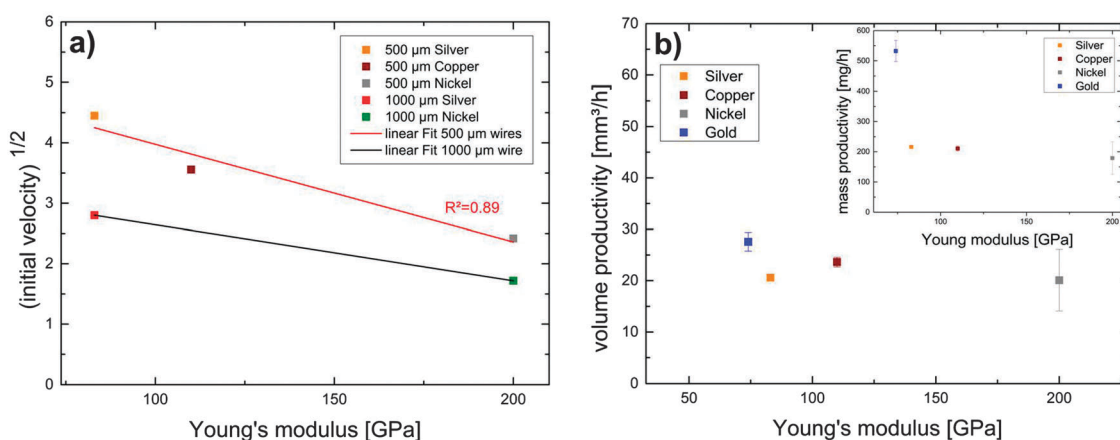 a)
6
5
4
3
2
1
0
(initial velocity) 1/2
500 µm Silver
500 µm Copper
500 µm Nickel
1000 µm Silver
1000 µm Nickel
linear Fit 500 µm wires
linear Fit 1000 µm wire
R²=0.89
100
150
200
Young's modulus [GPa]
b)
70
60
50
40
30
20
10
0
volume productivity [mm³/h]
Silver
Copper
Nickel
Gold
50
100
150
200
Young's modulus [GPa]
600
500
400
300
200
100
0
mass productivity [mg/h]
Silver
Copper
Nickel
Gold
100
150
200
Young modulus [GPa]